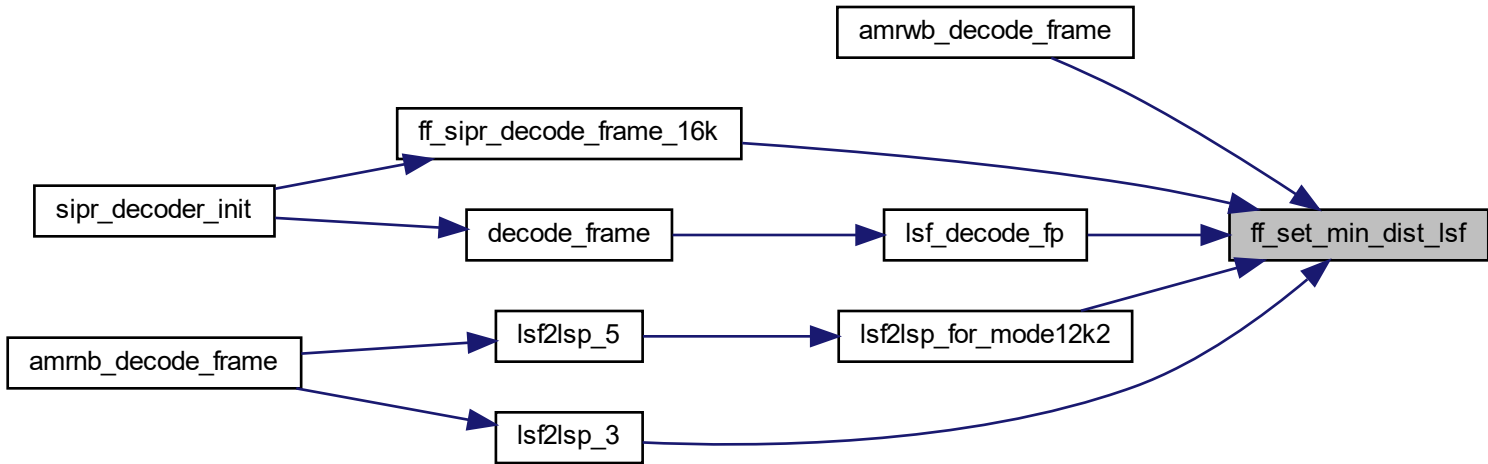 amrwb_decode_frame
ff_sipr_decode_frame_16k
sipr_decoder_init
decode_frame
lsf_decode_fp
ff_set_min_dist_lsf
lsf2lsp_5
lsf2lsp_for_mode12k2
amrnb_decode_frame
lsf2lsp_3